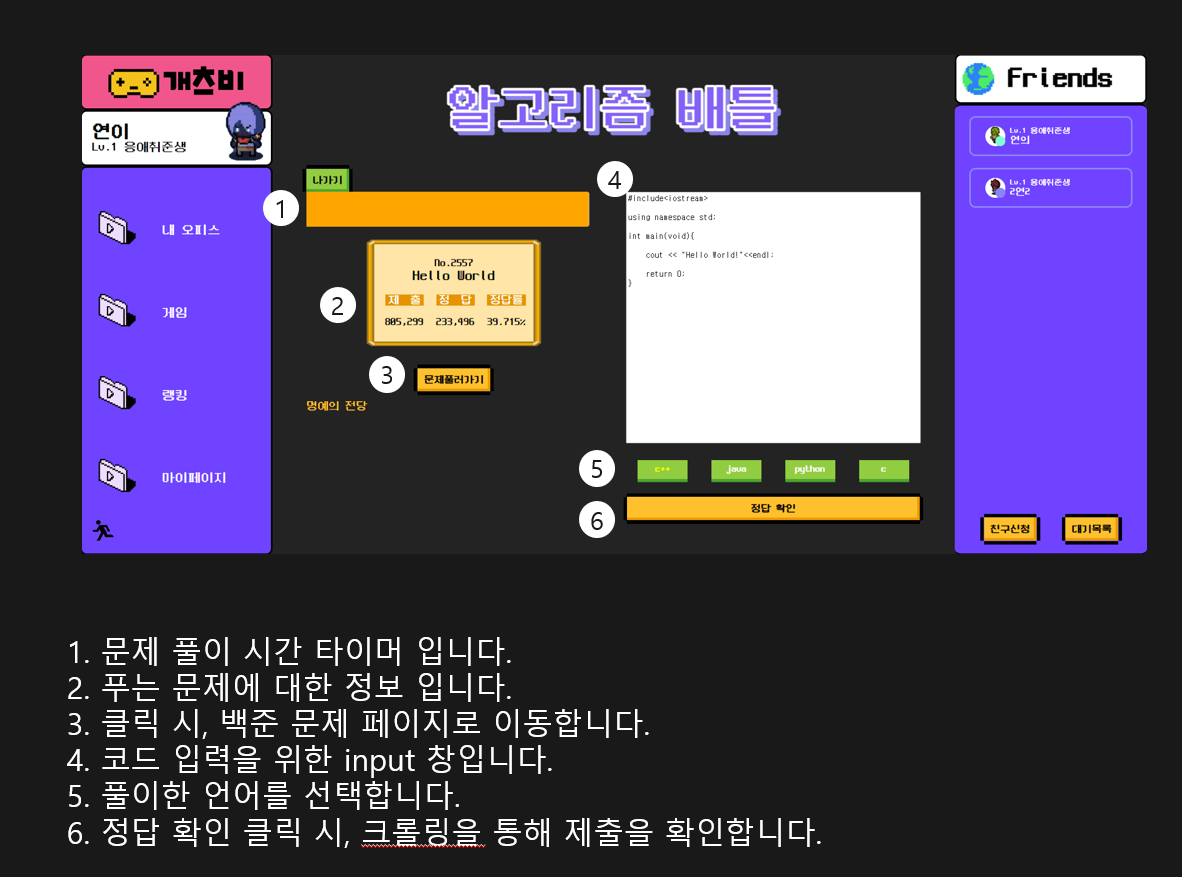 개츠비
연이
Lv.1 응애취준생
내 오피스
게임
랭킹
마이페이지
알고리즘 배틀
나가기
1
No.2557
Hello World
제 출 정 답 정답률
805,299 233,496 39.715%
2
3
문제풀러가기
명예의 전당
4
#include<iostream>
using namespace std;
int main(void){
cout << "Hello World!"<<endl;
return 0;
}
5
c++ java python c
6
정답 확인
Friends
Lv.1 응애취준생
연의
Lv.1 응애취준생
2연2
친구신청 대기목록
1. 문제 풀이 시간 타이머 입니다.
2. 푸는 문제에 대한 정보 입니다.
3. 클릭 시, 백준 문제 페이지로 이동합니다.
4. 코드 입력을 위한 input 창입니다.
5. 풀이한 언어를 선택합니다.
6. 정답 확인 클릭 시, 크롤링을 통해 제출을 확인합니다.